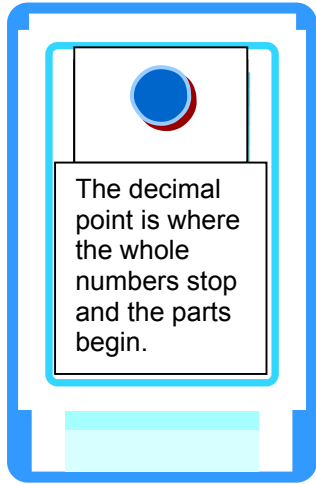 The decimal
point is where
the whole
numbers stop
and the parts
begin.